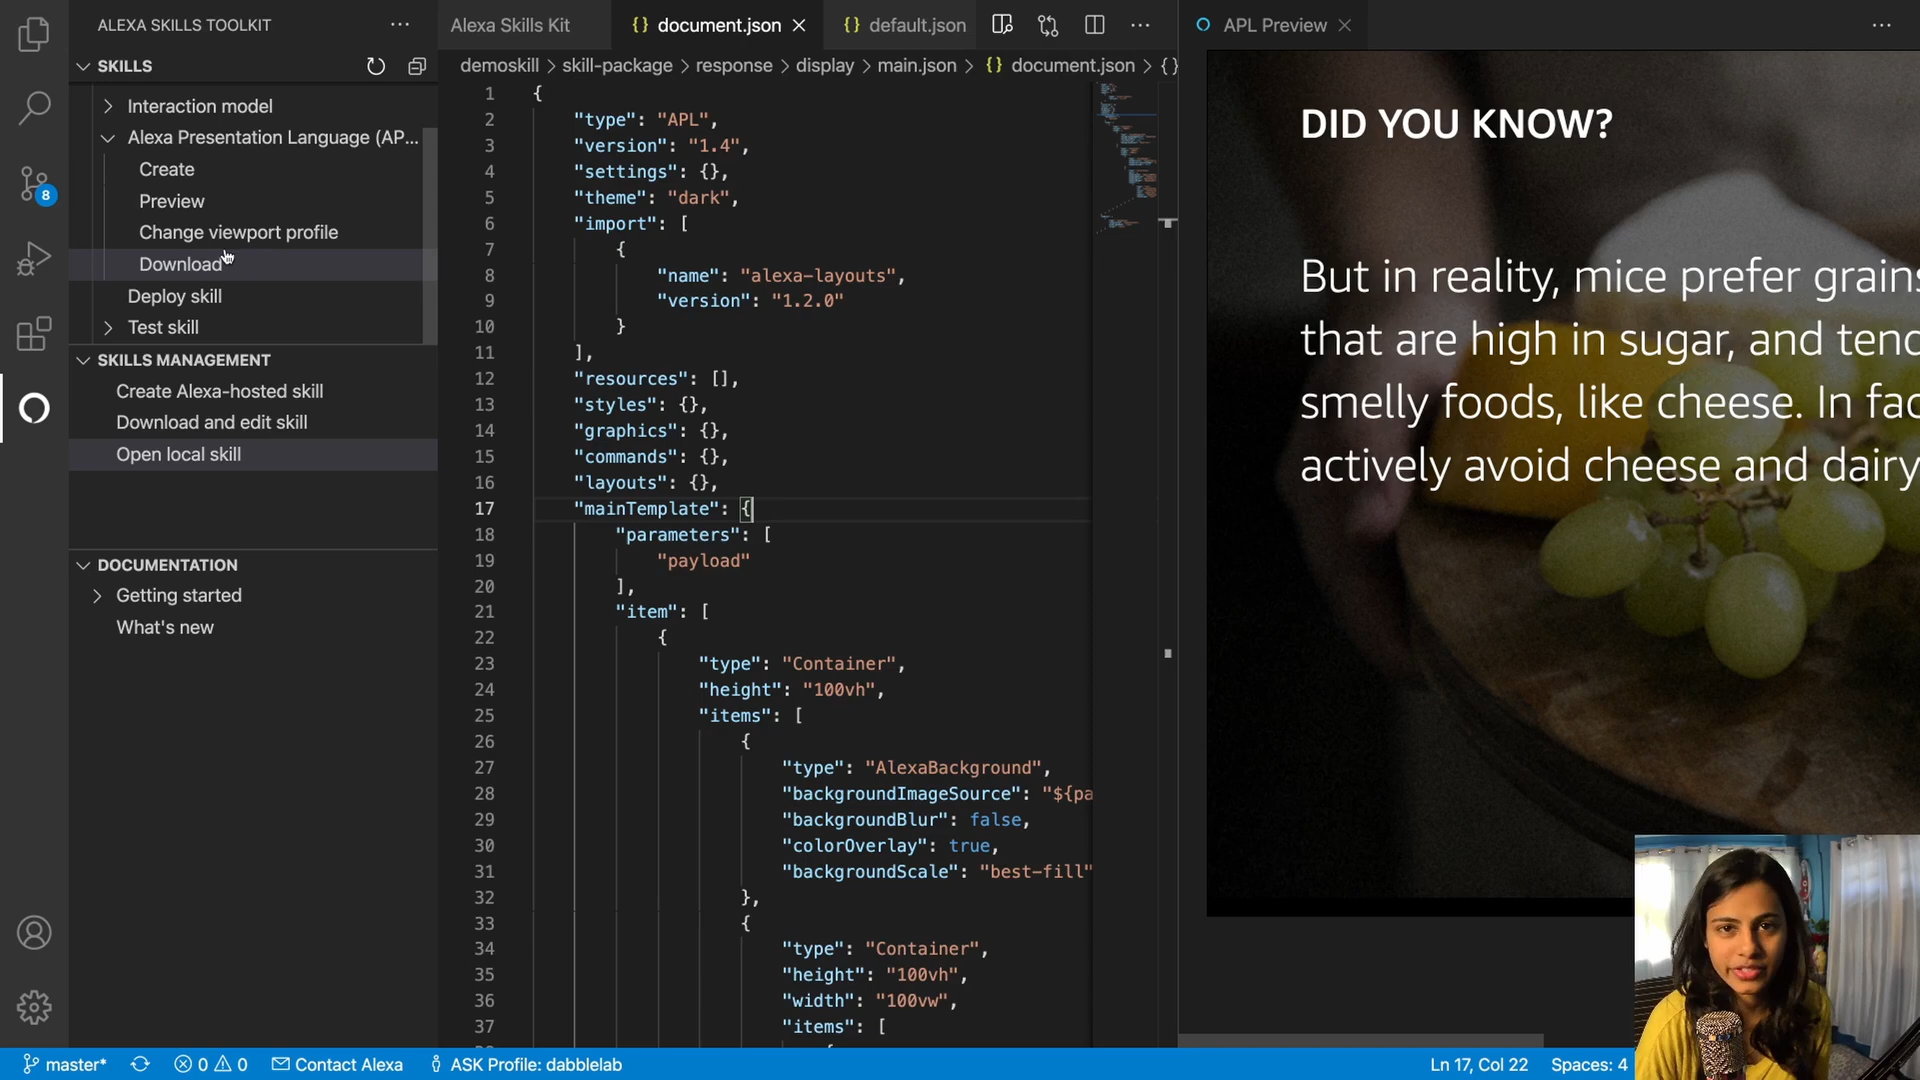 ALEXA SKILLS TOOLKIT
SKILLS
Interaction model
Alexa Presentation Language (AP...
Create
Preview
Change viewport profile
Download
Deploy skill
Test skill
SKILLS MANAGEMENT
Create Alexa-hosted skill
Download and edit skill
Open local skill
DOCUMENTATION
Getting started
What's new
8
Alexa Skills Kit
{} document.json
{} default.json
demoskill > skill-package > response > display > main.json > {} document.json > {}
1 {
2 "type": "APL",
3 "version": "1.4",
4 "settings": {},
5 "theme": "dark",
6 "import": [
7 {
8 "name": "alexa-layouts",
9 "version": "1.2.0"
10 }
11 ],
12 "resources": [],
13 "styles": {},
14 "graphics": {},
15 "commands": {},
16 "layouts": {},
17 "mainTemplate": {
18 "parameters": [
19 "payload"
20 ],
21 "item": [
22 {
23 "type": "Container",
24 "height": "100vh",
25 "items": [
26 {
27 "type": "AlexaBackground",
28 "backgroundImageSource": "${pa
29 "backgroundBlur": false,
30 "colorOverlay": true,
31 "backgroundScale": "best-fill"
32 },
33 {
34 "type": "Container",
35 "height": "100vh",
36 "width": "100vw",
37 "items": [
APL Preview
DID YOU KNOW?
But in reality, mice prefer grains
that are high in sugar, and tend
smelly foods, like cheese. In fac
actively avoid cheese and dairy
master*
0 0
Contact Alexa
ASK Profile: dabblelab
Ln 17, Col 22
Spaces: 4